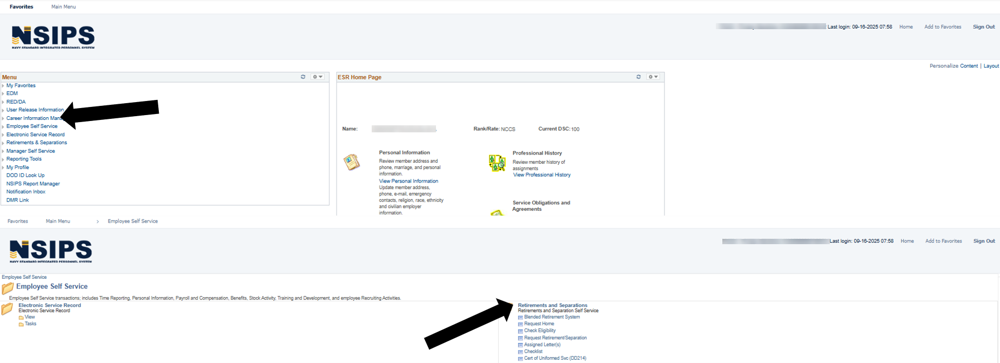 Favorites Main Menu
NSIPS
NAVY STANDARD INTEGRATED PERSONNEL SYSTEM
Last login: 09-16-2025 07:58 Home Add to Favorites Sign Out
Personalize Content | Layout
Menu
My Favorites
EDM
RED/DA
User Release Information
Career Information
Employee Self Service
Electronic Service Record
Retirements & Separations
Manager Self Service
Reporting Tools
My Profile
DOD ID Look Up
NSIPS Report Manager
Notification Inbox
DMR Link
ESR Home Page
Name: Rank/Rate: NCCS Current DSC: 100
Personal Information
Review member address and
phone, marriage, and personal
information.
View Personal Information
Update member address,
phone, e-mail, emergency
contacts, religion, race, ethnicity
and civilian employer
information.
Professional History
Review member history of
assignments
View Professional History
Service Obligations and
Agreements
Favorites Main Menu > Employee Self Service
NSIPS
NAVY STANDARD INTEGRATED PERSONNEL SYSTEM
Last login: 09-16-2025 07:58 Home Add to Favorites Sign Out
Employee Self Service
Employee Self Service
Employee Self Service transactions; includes Time Reporting, Personal Information, Payroll and Compensation, Benefits, Stock Activity, Training and Development, and employee Recruiting Activities.
Electronic Service Record
Electronic Service Record
View
Tasks
Retirements and Separations
Retirements and Separation Self Service
Blended Retirement System
Request Home
Check Eligibility
Request Retirement/Separation
Assigned Letter(s)
Checklist
Cert of Uniformed Svc (DD214)